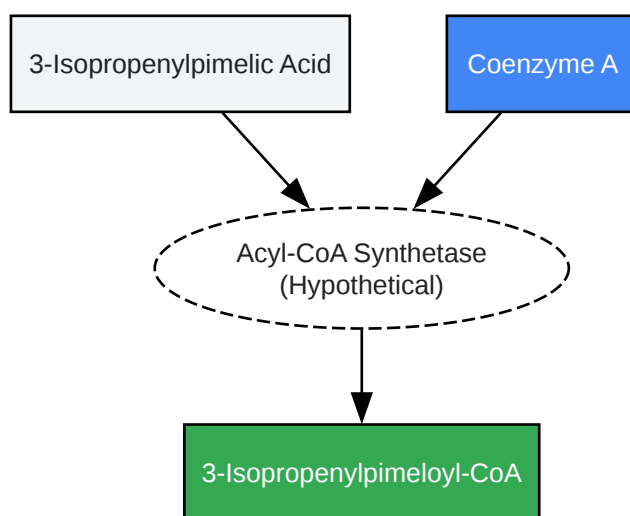 3-Isopropenylpimelic Acid
Coenzyme A
Acyl-CoA Synthetase
(Hypothetical)
3-Isopropenylpimeloyl-CoA